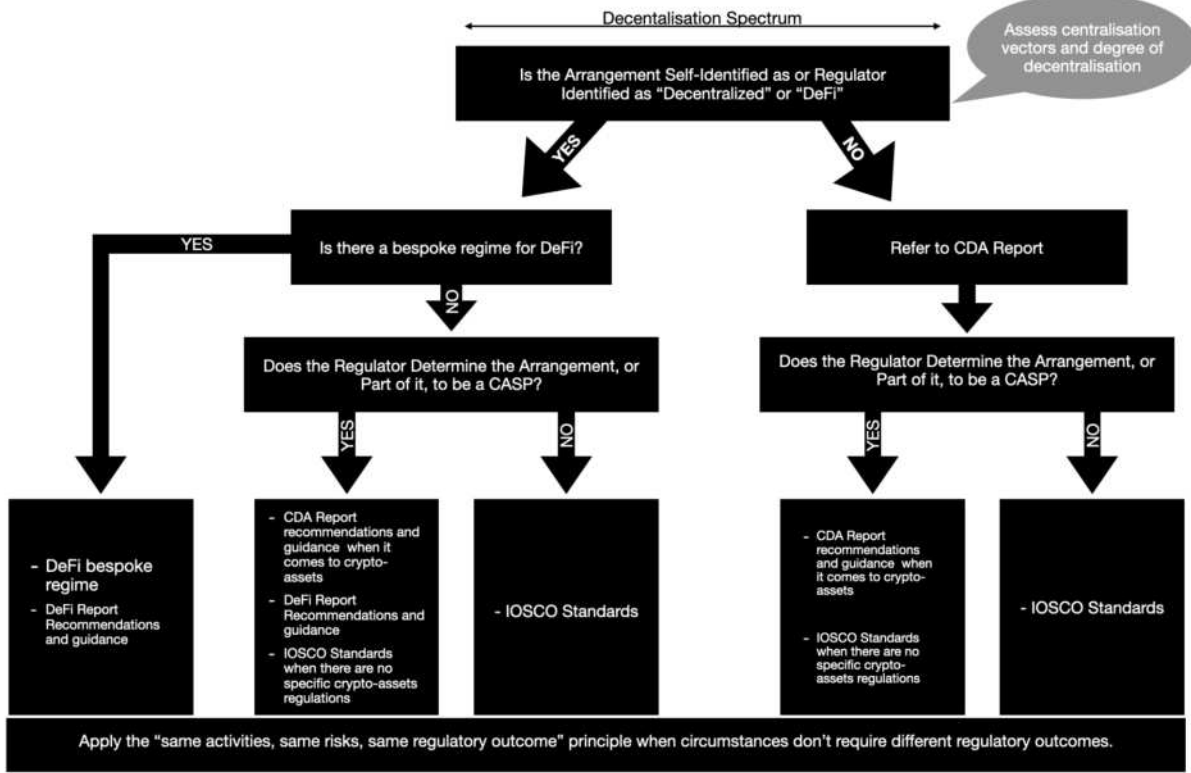 Decentalisation Spectrum
Assess centralisation
vectors and degree of
decentralisation
Is the Arrangement Self-Identified as or Regulator
Identified as “Decentralized” or “DeFi”
YES
NO
YES
Is there a bespoke regime for DeFi?
Refer to CDA Report
NO
Does the Regulator Determine the Arrangement, or
Part of it, to be a CASP?
Does the Regulator Determine the Arrangement, or
Part of it, to be a CASP?
YES
NO
YES
NO
- DeFi bespoke
regime
- DeFi Report
Recommendations
and guidance
- CDA Report
recommendations and
guidance when it
comes to crypto-
assets
- DeFi Report
Recommendations and
guidance
- IOSCO Standards
when there are no
specific crypto-assets
regulations
- IOSCO Standards
- CDA Report
recommendations
and guidance when
it comes to crypto-
assets
- IOSCO Standards
when there are no
specific crypto-
assets regulations
- IOSCO Standards
Apply the “same activities, same risks, same regulatory outcome” principle when circumstances don’t require different regulatory outcomes.